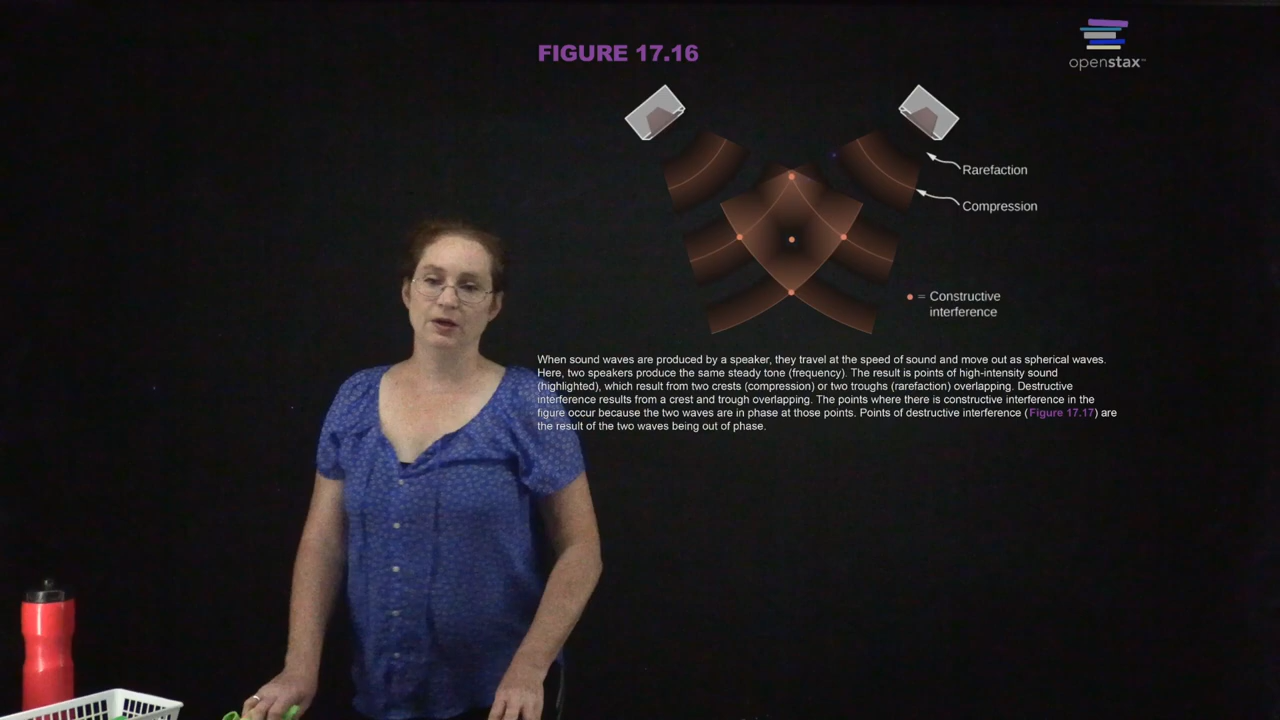 FIGURE 17.16
openstax™
Rarefaction
Compression
= Constructive
interference
When sound waves are produced by a speaker, they travel at the speed of sound and move out as spherical waves.
Here, two speakers produce the same steady tone (frequency). The result is points of high-intensity sound
(highlighted), which result from two crests (compression) or two troughs (rarefaction) overlapping. Destructive
interference results from a crest and trough overlapping. The points where there is constructive interference in the
figure occur because the two waves are in phase at those points. Points of destructive interference (Figure 17.17) are
the result of the two waves being out of phase.